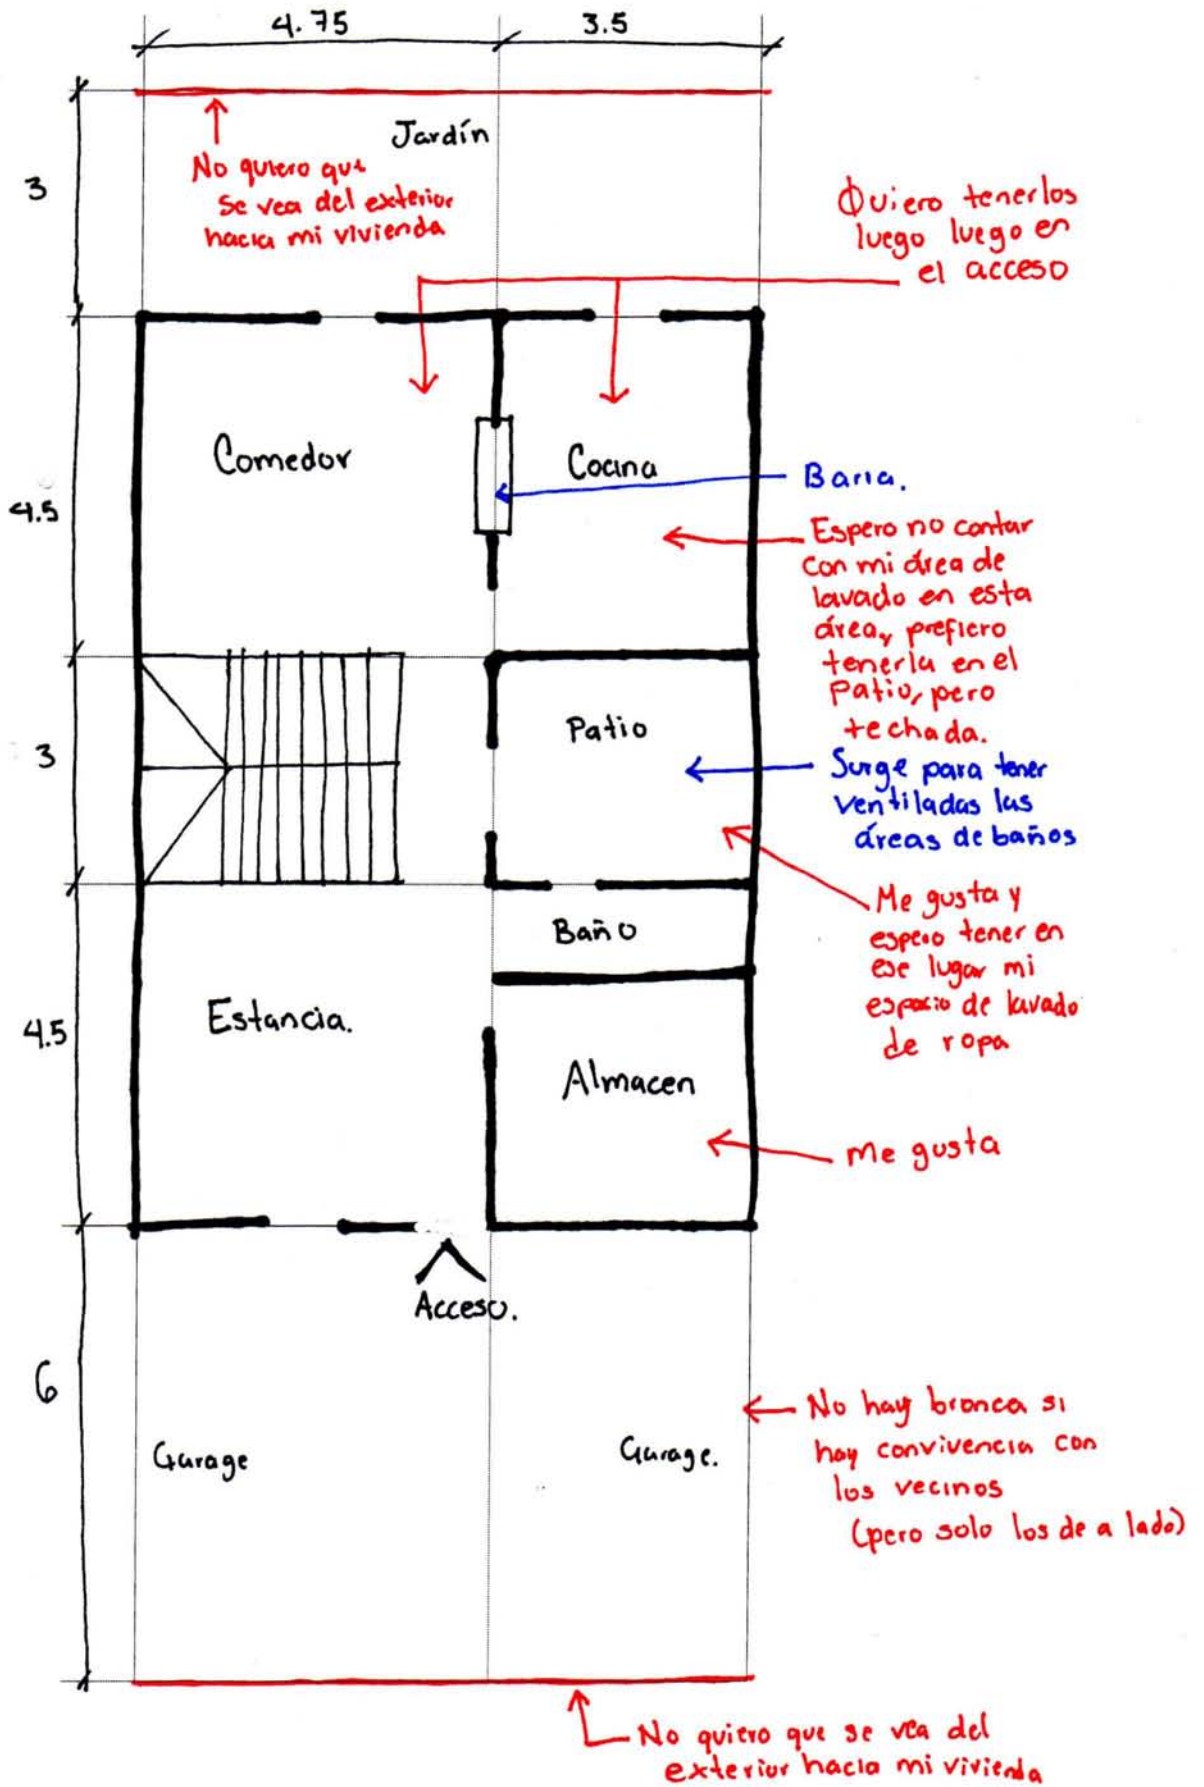 4.75
3.5
Jardín
No quiero que
se vea del exterior
hacia mi vivienda
3
Quiero tenerlos
luego luego en
el acceso
Comedor
Cocina
Barra.
4.5
Espero no contar
con mi área de
lavado en esta
área, prefiero
tenerla en el
Patio, pero
techada.
Patio
3
Surge para tener
ventiladas las
áreas de baños
Me gusta y
espero tener en
ese lugar mi
espacio de lavado
de ropa
Baño
Estancia.
4.5
Almacen
me gusta
Acceso.
6
No hay bronca si
hay convivencia con
los vecinos
(pero solo los de a lado)
Garage
Garage.
No quiero que se vea del
exterior hacia mi vivienda